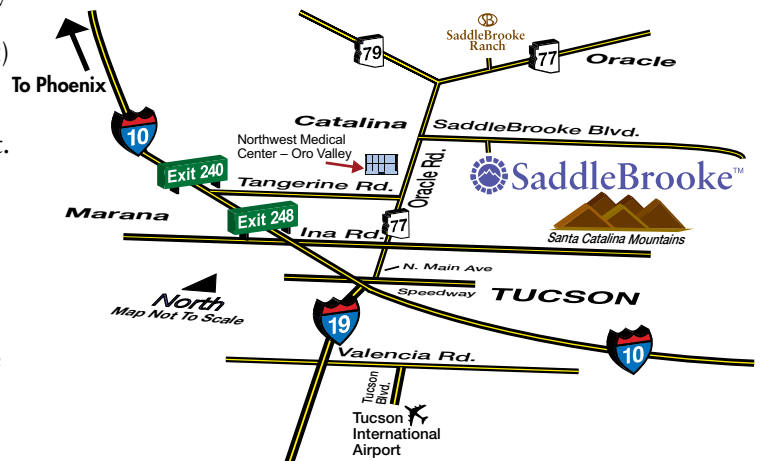 To Phoenix
10
79
SB
SaddleBrooke
Ranch
77
Oracle
Catalina
SaddleBrooke Blvd.
Northwest Medical
Center – Oro Valley
Exit 240
Tangerine Rd.
Oracle Rd.
SaddleBrooke™
Marana
Exit 248
Ina Rd.
77
Santa Catalina Mountains
N. Main Ave
North
Map Not To Scale
Speedway
TUCSON
19
10
Valencia Rd.
Tucson
Blvd.
Tucson
International
Airport